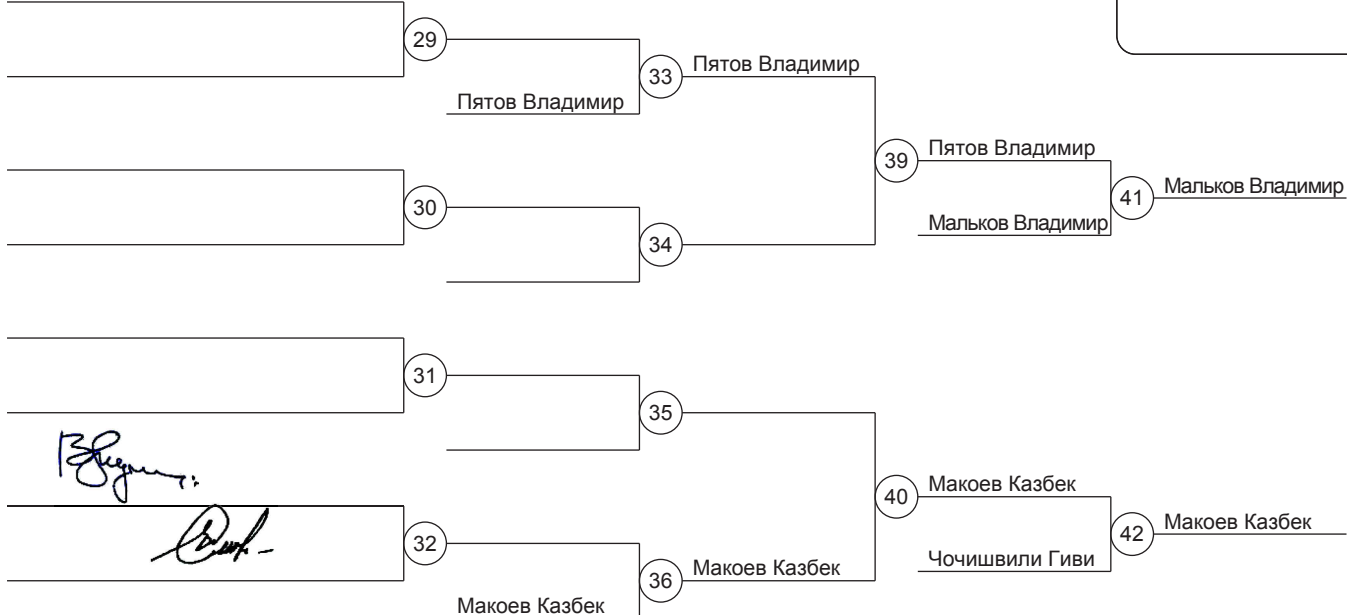 29
33 Пятов Владимир
Пятов Владимир
39 Пятов Владимир
41 Мальков Владимир
30
Мальков Владимир
34
31
35
40 Макоев Казбек
42 Макоев Казбек
32
Чочишвили Гиви
36 Макоев Казбек
Макоев Казбек